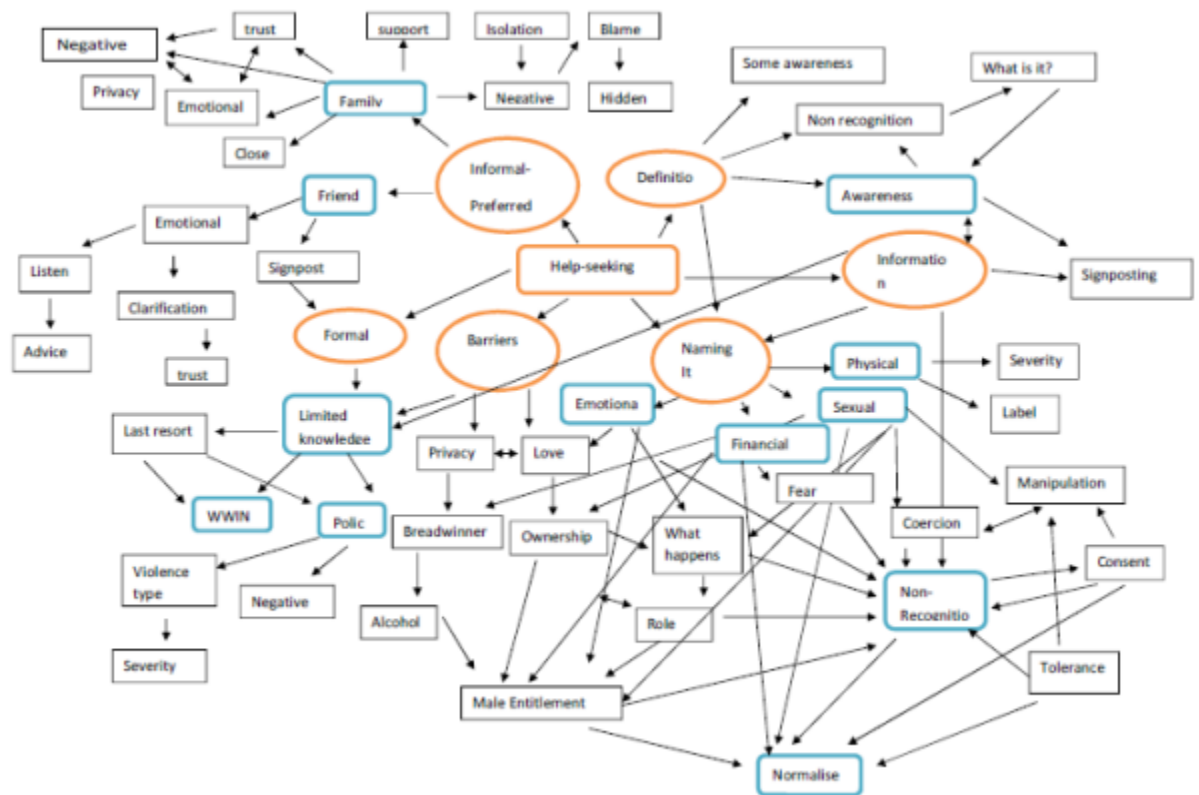 Negative
trust
support
Isolation
Blame
Some awareness
What is it?
Privacy
Emotional
Family
Negative
Hidden
Non recognition
Close
Informal-
Preferred
Definitio
Awareness
Friend
Emotional
Listen
Signpost
Help-seeking
Informatio
n
Signposting
Clarification
Formal
Barriers
Naming
It
Physical
Severity
Advice
trust
Emotiona
Sexual
Label
Last resort
Limited
knowledge
Privacy
Love
Financial
Fear
Manipulation
WWIN
Polic
Breadwinner
Ownership
What
happens
Coercion
Consent
Violence
type
Negative
Alcohol
Role
Non-
Recognitio
Severity
Male Entitlement
Tolerance
Normalise